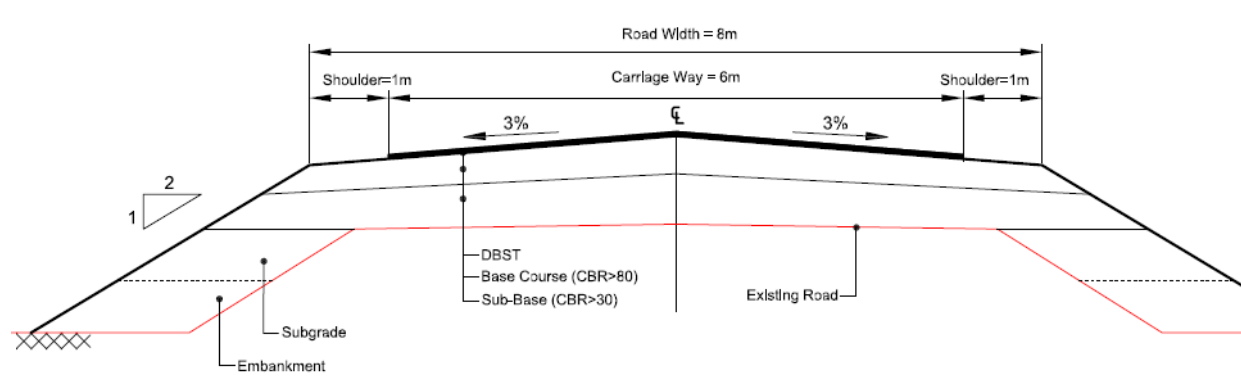 Road Width = 8m
Shoulder=1m
Carriage Way = 6m
Shoulder=1m
℄
3%
3%
2
1
DBST
Base Course (CBR>80)
Sub-Base (CBR>30)
Existing Road
Subgrade
Embankment